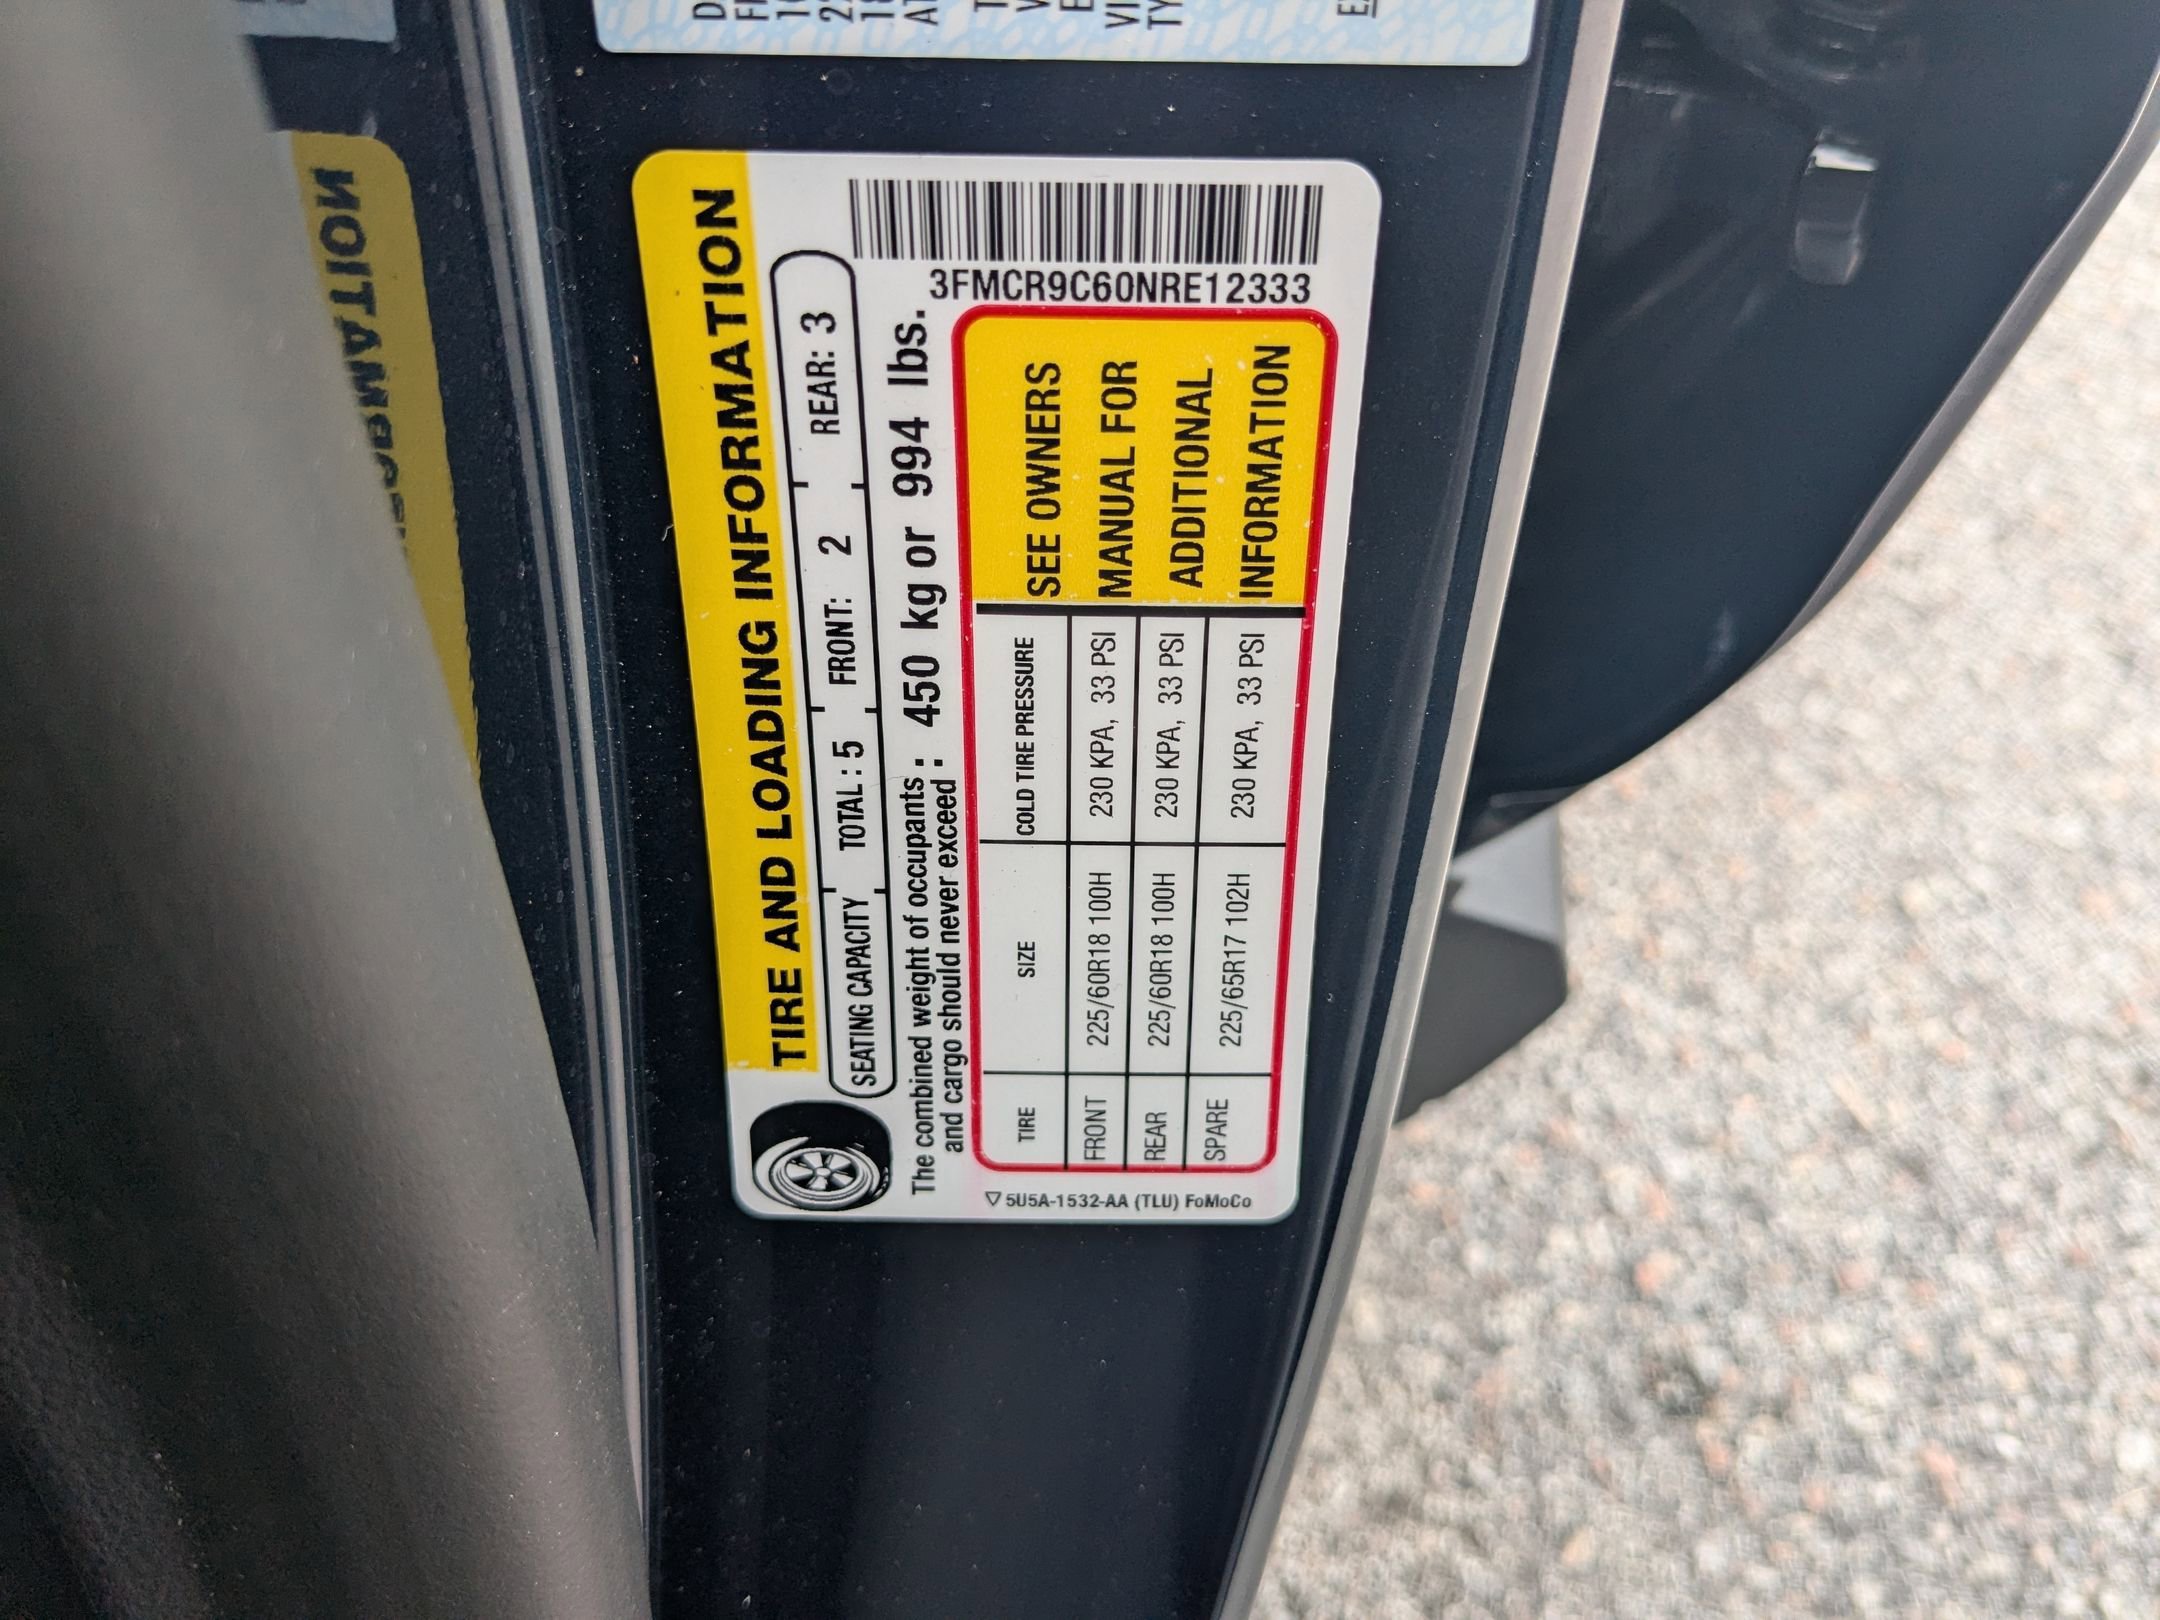 TIRE AND LOADING INFORMATION
SEATING CAPACITY TOTAL : 5 FRONT: 2 REAR: 3
The combined weight of occupants : 450 kg or 994 lbs.
and cargo should never exceed :
3FMCR9C60NRE12333
TIRE SIZE COLD TIRE PRESSURE
FRONT 225/60R18 100H 230 KPA, 33 PSI
REAR 225/60R18 100H 230 KPA, 33 PSI
SPARE 225/65R17 102H 230 KPA, 33 PSI
SEE OWNERS
MANUAL FOR
ADDITIONAL
INFORMATION
5U5A-1532-AA (TLU) FoMoCo